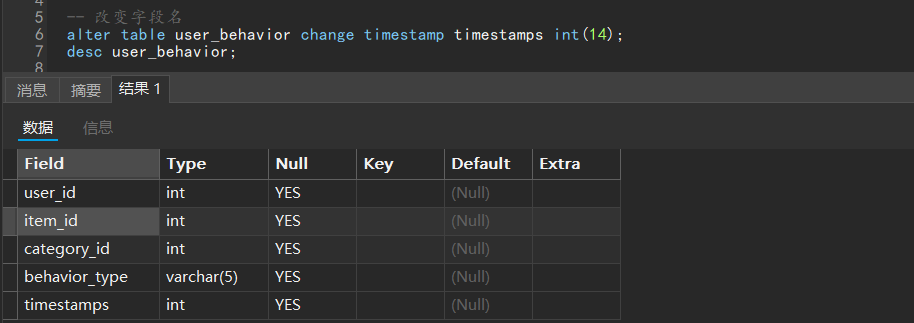 5 -- 改变字段名
6 alter table user_behavior change timestamp timestamps int(14);
7 desc user_behavior;
8
消息 摘要 结果 1
数据 信息
Field Type Null Key Default Extra
user_id int YES (Null)
item_id int YES (Null)
category_id int YES (Null)
behavior_type varchar(5) YES (Null)
timestamps int YES (Null)